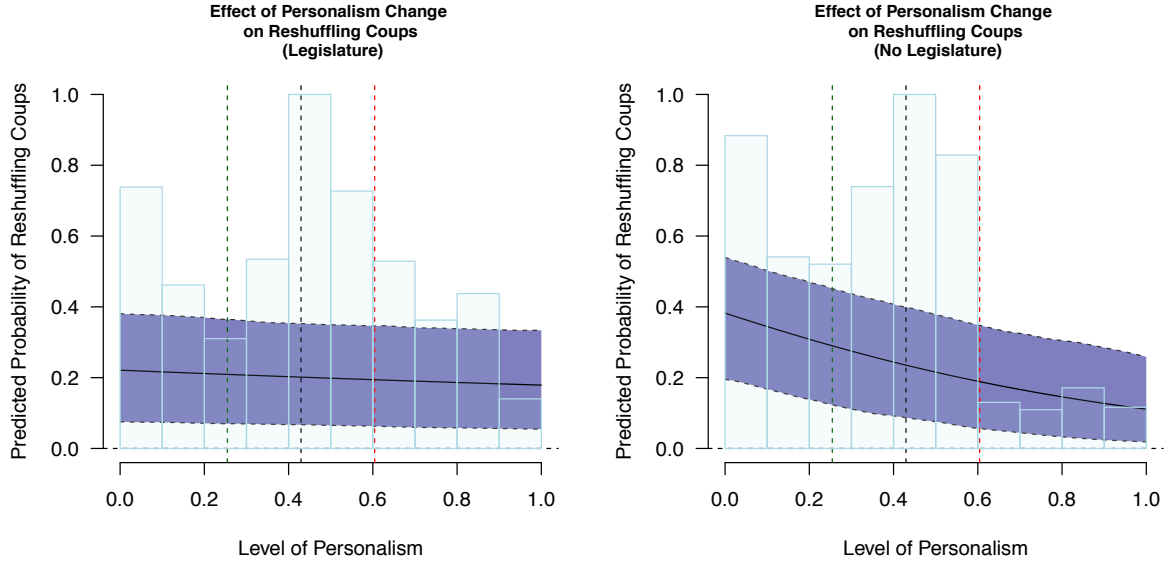 Effect of Personalism Change
on Reshuffling Coups
(Legislature)
Predicted Probability of Reshuffling Coups
1.0
0.8
0.6
0.4
0.2
0.0
0.0 0.2 0.4 0.6 0.8 1.0
Level of Personalism
Effect of Personalism Change
on Reshuffling Coups
(No Legislature)
Predicted Probability of Reshuffling Coups
1.0
0.8
0.6
0.4
0.2
0.0
0.0 0.2 0.4 0.6 0.8 1.0
Level of Personalism